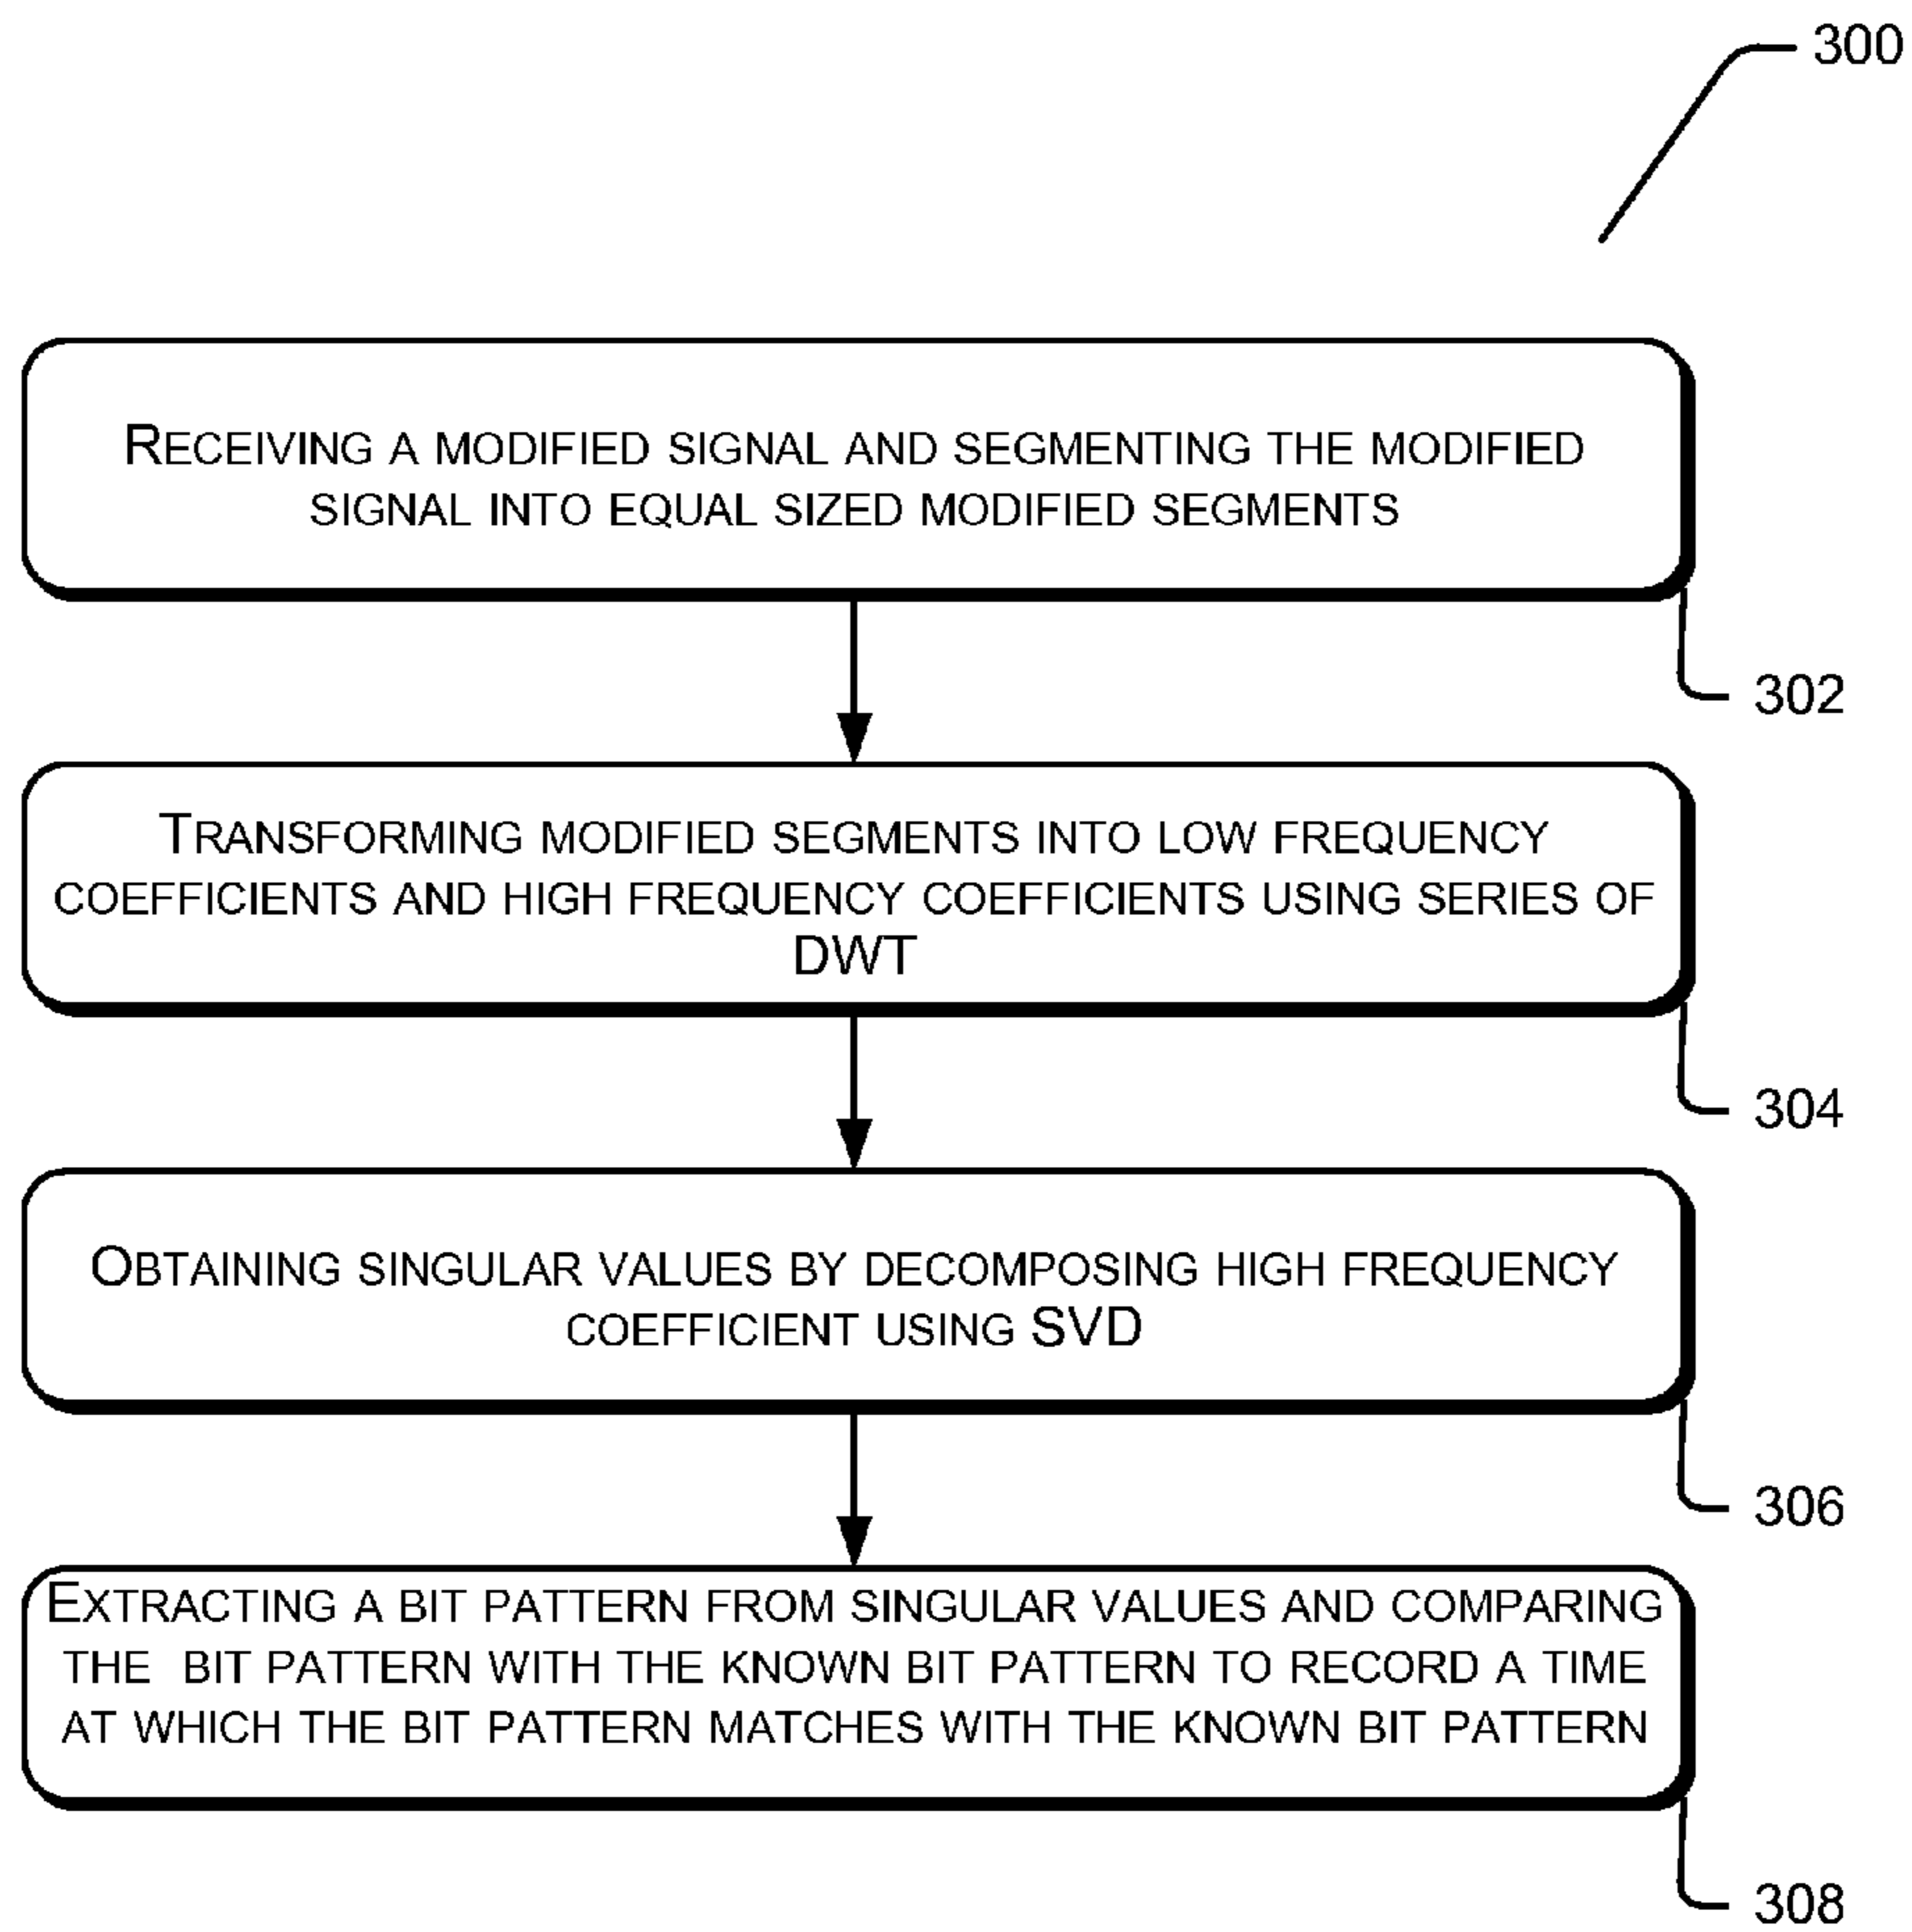 300
Receiving a modified signal and segmenting the modified
signal into equal sized modified segments
302
Transforming modified segments into low frequency
coefficients and high frequency coefficients using series of
DWT
304
Obtaining singular values by decomposing high frequency
coefficient using SVD
306
Extracting a bit pattern from singular values and comparing
the bit pattern with the known bit pattern to record a time
at which the bit pattern matches with the known bit pattern
308